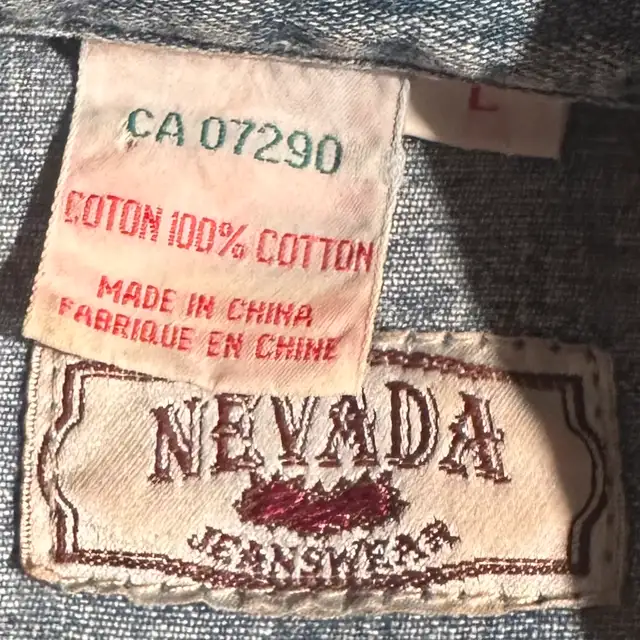 CA 07290
L
COTON 100% COTTON
MADE IN CHINA
FABRIQUE EN CHINE
NEVADA
JEANSWEAR